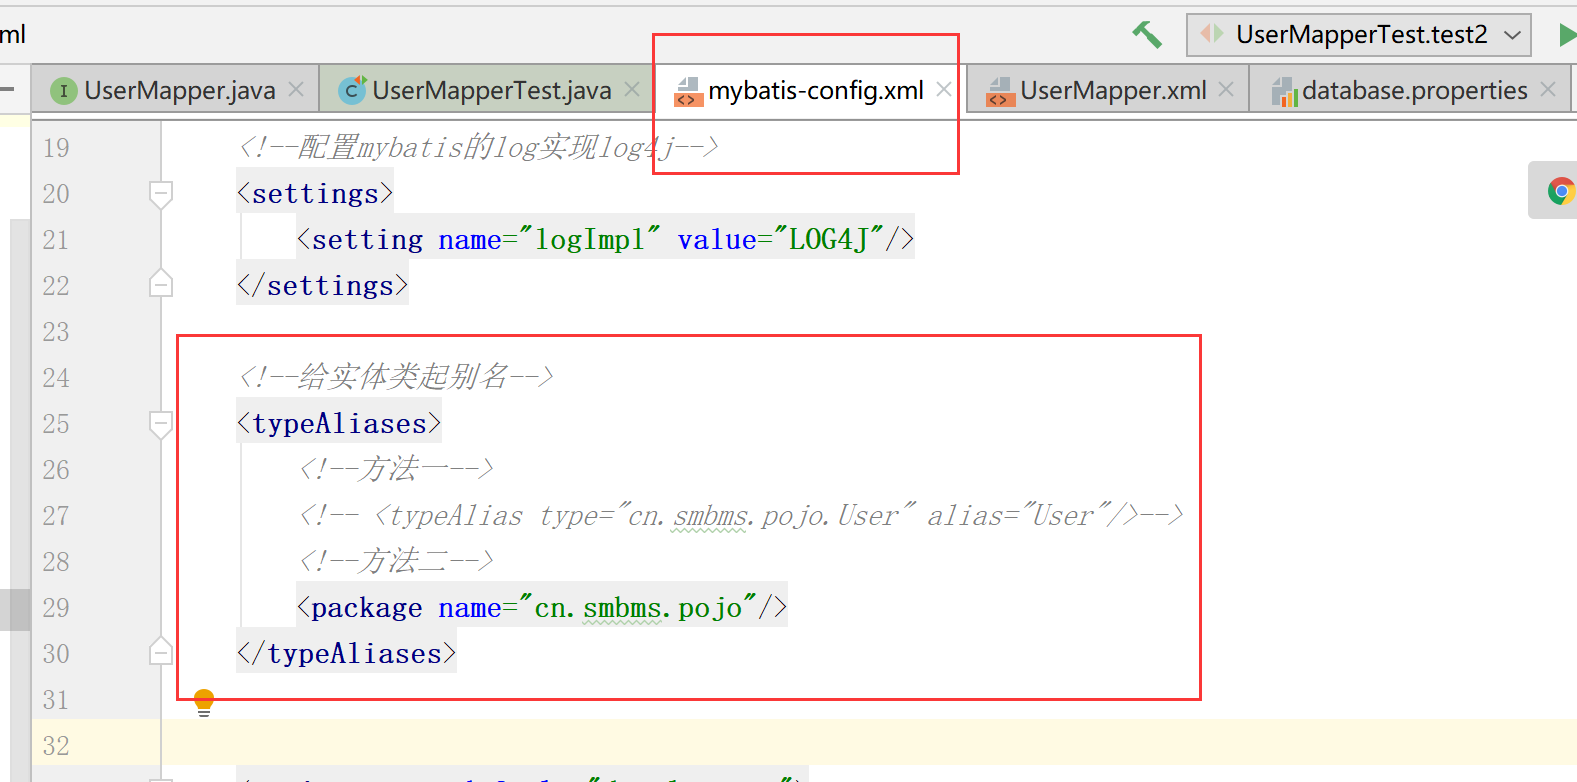 ml
UserMapperTest.test2
UserMapper.java
UserMapperTest.java
mybatis-config.xml
UserMapper.xml
database.properties
19 <!--配置mybatis的log实现log4j-->
20 <settings>
21 <setting name="logImpl" value="LOG4J"/>
22 </settings>
23
24 <!--给实体类起别名-->
25 <typeAliases>
26 <!--方法一-->
27 <!-- <typeAlias type="cn.smbms.pojo.User" alias="User"/>-->
28 <!--方法二-->
29 <package name="cn.smbms.pojo"/>
30 </typeAliases>
31
32